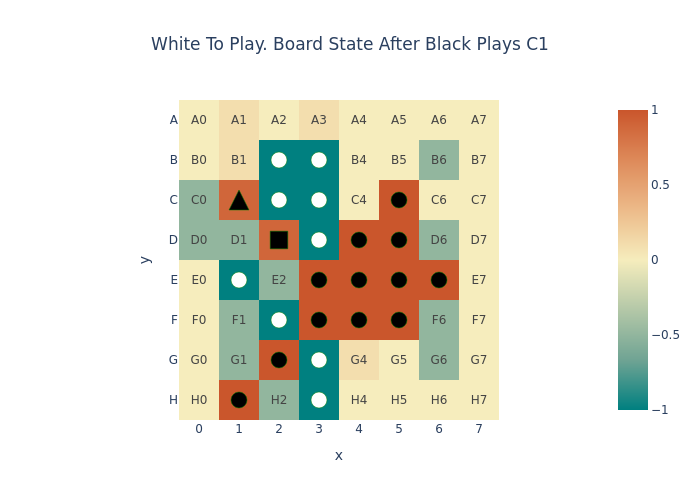 White To Play. Board State After Black Plays C1
A A0 A1 A2 A3 A4 A5 A6 A7
B B0 B1 B4 B5 B6 B7
C C0 C4 C6 C7
D D0 D1 D6 D7
E E0 E2 E7
F F0 F1 F6 F7
G G0 G1 G4 G5 G6 G7
H H0 H2 H4 H5 H6 H7
0 1 2 3 4 5 6 7
x
y
1
0.5
0
−0.5
−1